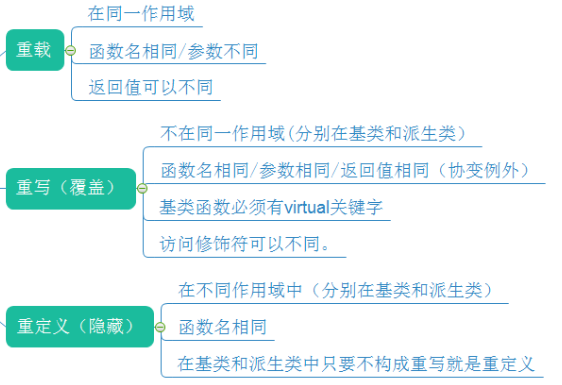 重载
在同一作用域
函数名相同/参数不同
返回值可以不同
重写（覆盖）
不在同一作用域(分别在基类和派生类）
函数名相同/参数相同/返回值相同（协变例外）
基类函数必须有virtual关键字
访问修饰符可以不同。
重定义（隐藏）
在不同作用域中（分别在基类和派生类）
函数名相同
在基类和派生类中只要不构成重写就是重定义